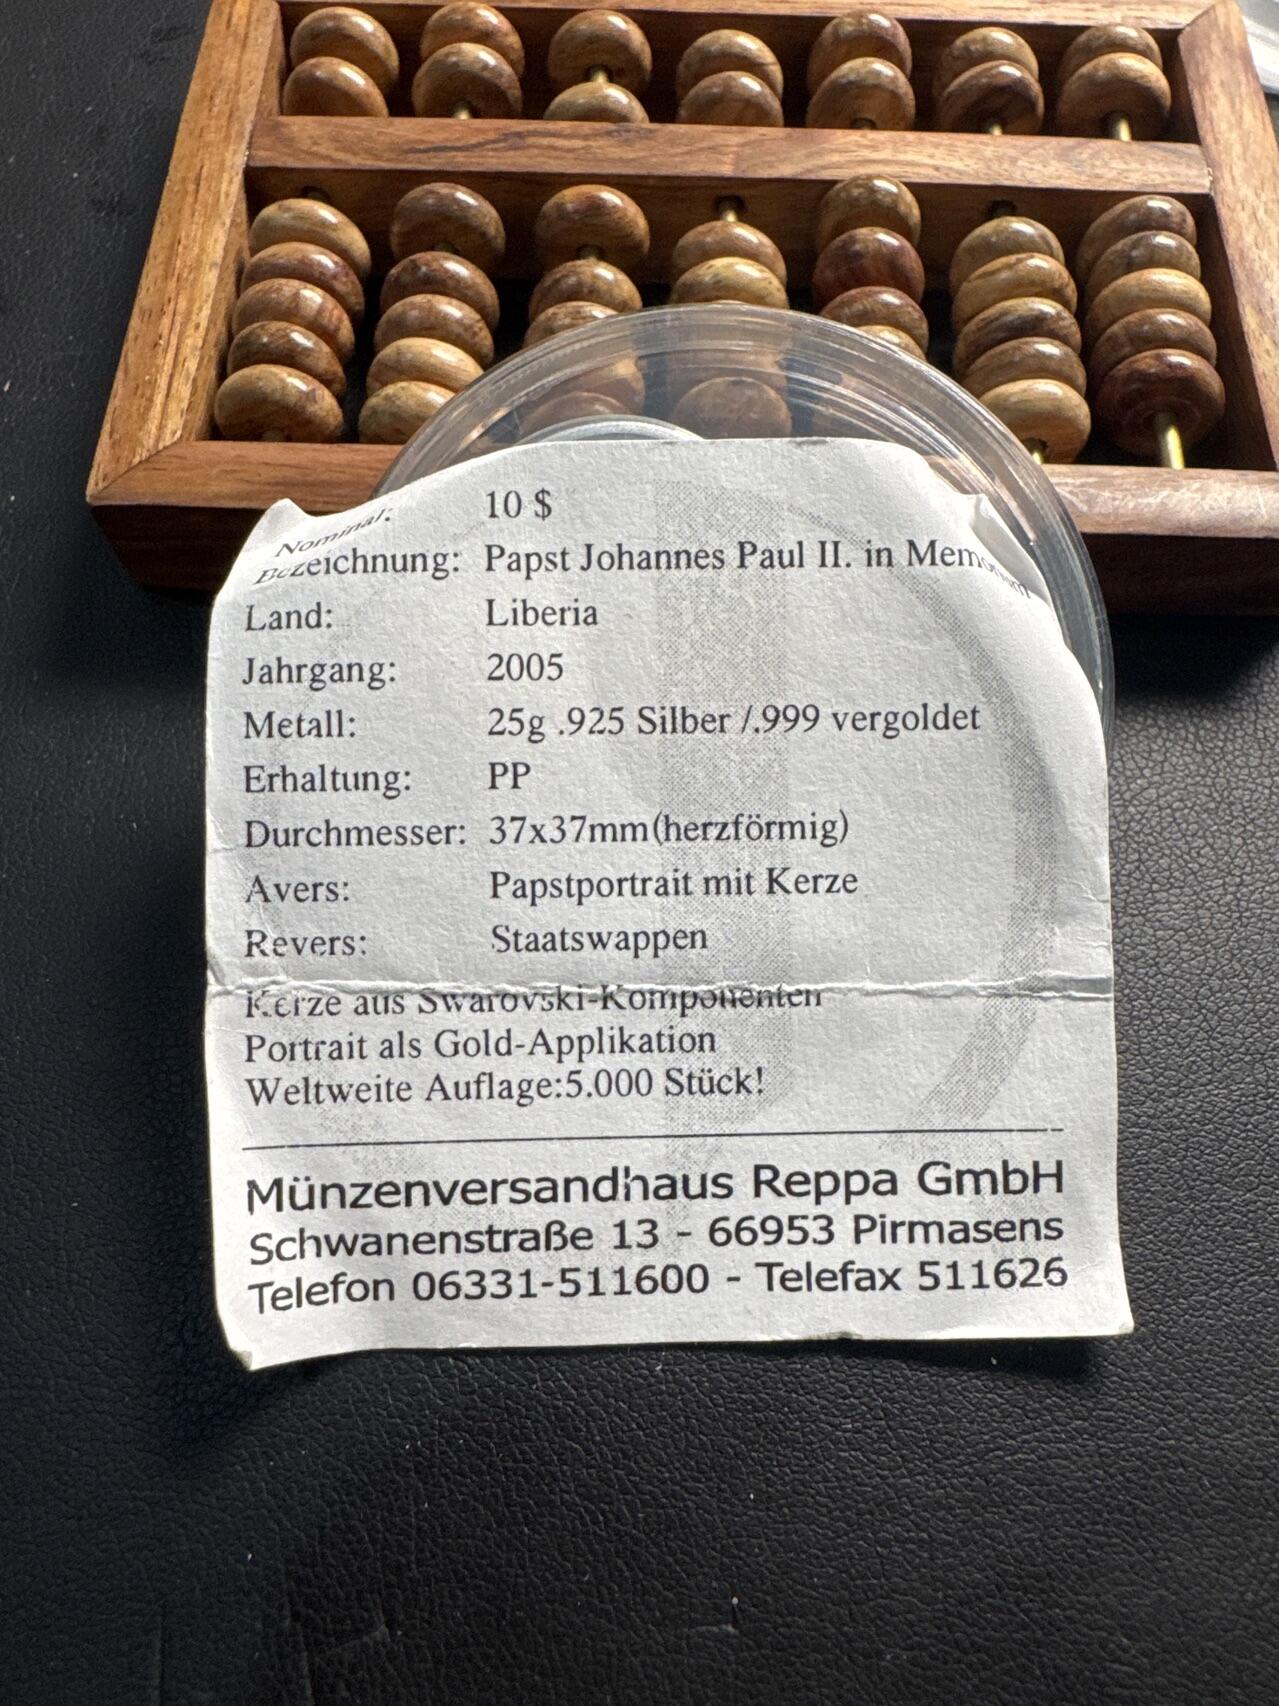 Nominal: 10 $
Bezeichnung: Papst Johannes Paul II. in Memoriam
Land: Liberia
Jahrgang: 2005
Metall: 25g .925 Silber /.999 vergoldet
Erhaltung: PP
Durchmesser: 37x37mm(herzförmig)
Avers: Papstportrait mit Kerze
Revers: Staatswappen
Kerze aus Swarovski-Komponenten
Portrait als Gold-Applikation
Weltweite Auflage:5.000 Stück!
Münzenversandhaus Reppa GmbH
Schwanenstraße 13 - 66953 Pirmasens
Telefon 06331-511600 - Telefax 511626